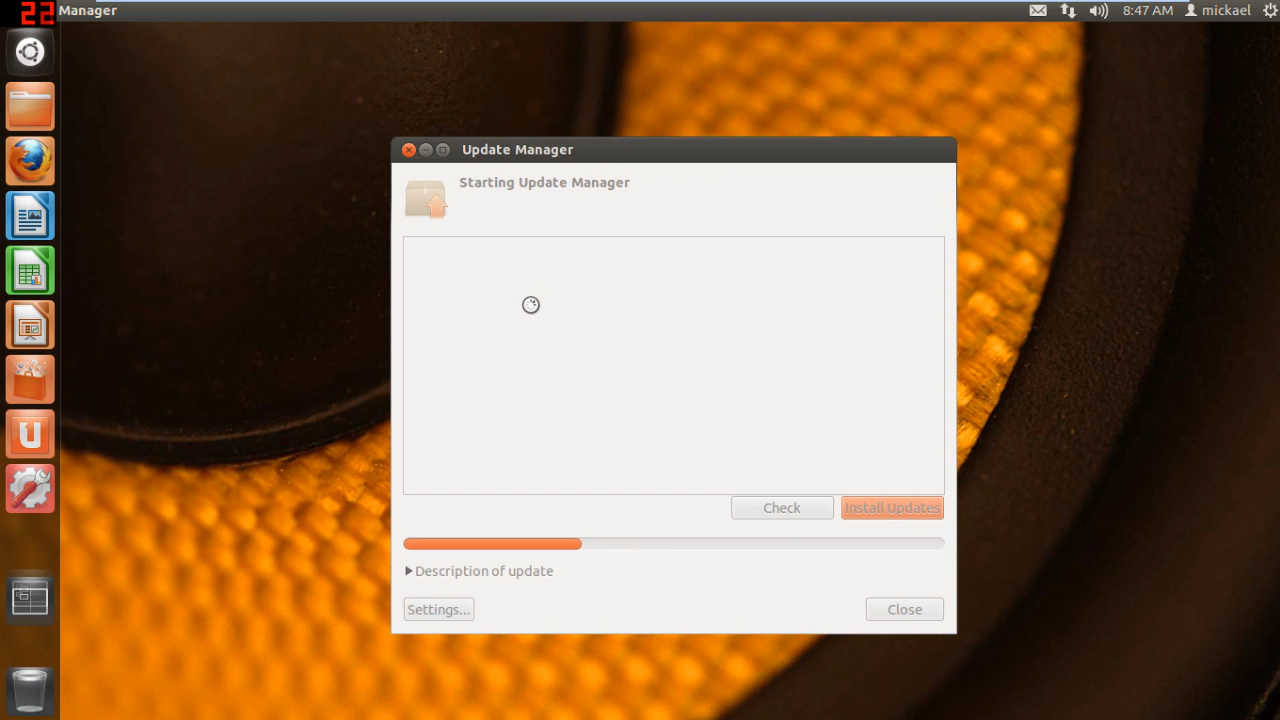 22
Manager
8:47 AM
mickael
Update Manager
Starting Update Manager
Check
Install Updates
Description of update
Settings...
Close